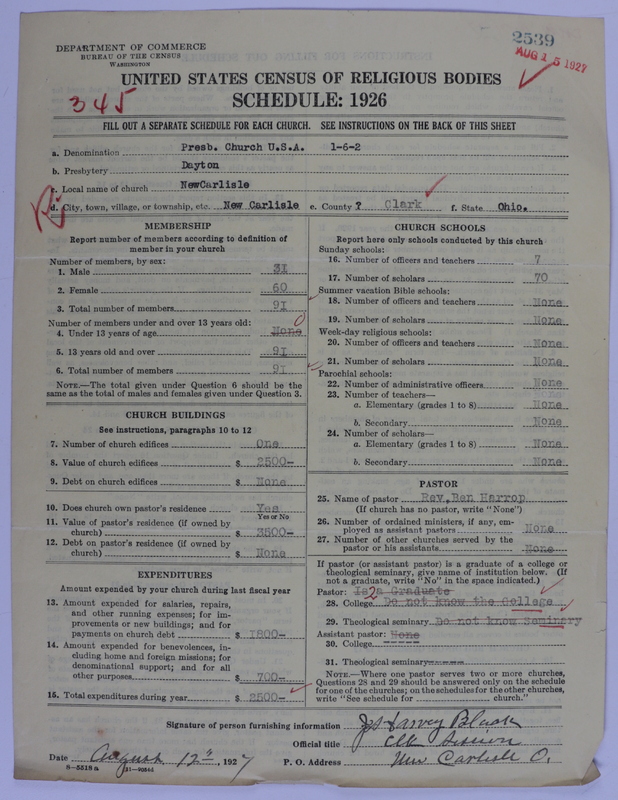 2539
AUG 15 1927
DEPARTMENT OF COMMERCE
BUREAU OF THE CENSUS
WASHINGTON
UNITED STATES CENSUS OF RELIGIOUS BODIES
345
SCHEDULE: 1926
FILL OUT A SEPARATE SCHEDULE FOR EACH CHURCH. SEE INSTRUCTIONS ON THE BACK OF THIS SHEET
a. Denomination Presb. Church U.S.A. 1-6-2
b. Presbytery Dayton
c. Local name of church NewCarlisle
d. City, town, village, or township, etc. New Carlisle e. County ? Clark f. State Ohio.
MEMBERSHIP
Report number of members according to definition of
member in your church
Number of members, by sex:
1. Male 31
2. Female 60
3. Total number of members 91
Number of members under and over 13 years old:
4. Under 13 years of age None 0
5. 13 years old and over 91
6. Total number of members 91
NOTE.—The total given under Question 6 should be the
same as the total of males and females given under Question 3.
CHURCH BUILDINGS
See instructions, paragraphs 10 to 12
7. Number of church edifices One
8. Value of church edifices $ 2500-
9. Debt on church edifices $ None
10. Does church own pastor's residence Yes
Yes or No
11. Value of pastor's residence (if owned by
church) $ 3500-
12. Debt on pastor's residence (if owned by
church) $ None
EXPENDITURES
Amount expended by your church during last fiscal year
13. Amount expended for salaries, repairs,
and other running expenses; for im-
provements or new buildings; and for
payments on church debt $ 1800-
14. Amount expended for benevolences, in-
cluding home and foreign missions; for
denominational support; and for all
other purposes $ 700-
15. Total expenditures during year $ 2500-
CHURCH SCHOOLS
Report here only schools conducted by this church
Sunday schools:
16. Number of officers and teachers 7
17. Number of scholars 70
Summer vacation Bible schools:
18. Number of officers and teachers None
19. Number of scholars None
Week-day religious schools:
20. Number of officers and teachers None
21. Number of scholars None
Parochial schools:
22. Number of administrative officers None
23. Number of teachers—
a. Elementary (grades 1 to 8) None
b. Secondary None
24. Number of scholars—
a. Elementary (grades 1 to 8) None
b. Secondary None
PASTOR
25. Name of pastor Rev. Ben Harrop
(If church has no pastor, write "None")
26. Number of ordained ministers, if any, em-
ployed as assistant pastors None
27. Number of other churches served by the
pastor or his assistants None
If pastor (or assistant pastor) is a graduate of a college or
theological seminary, give name of institution below. (If
not a graduate, write "No" in the space indicated.)
Pastor: Is a Graduate 2
28. College Do not know the College
29. Theological seminary Do not know Seminary
Assistant pastor: None
30. College -----
31. Theological seminary -----
NOTE.—Where one pastor serves two or more churches,
Questions 28 and 29 should be answered only on the schedule
for one of the churches; on the schedules for the other churches,
write "See schedule for church."
Signature of person furnishing information Jas Harvey Black
Official title Clk Session
Date August 12th, 1927 P. O. Address New Carlisle O.
8-5518 a